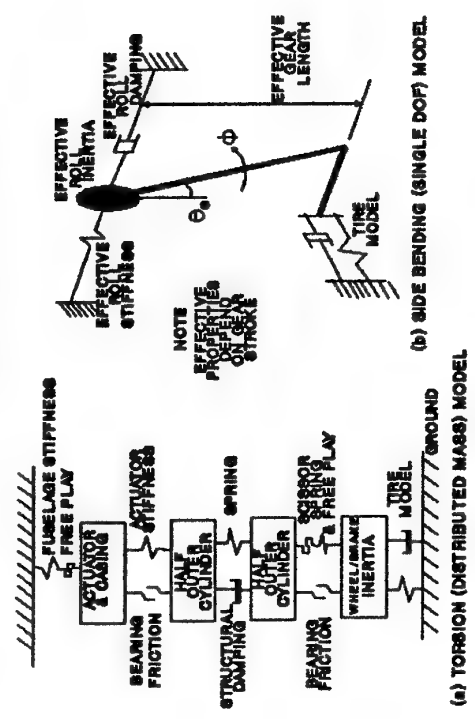 FUSELAGE STIFFNESS
FREE PLAY
ACTUATOR
& CASING
BEARING
FRICTION
ACTUATOR
STIFFNESS
HALF
OUTER
CYLINDER
STRUCTURAL
DAMPING
SPRING
HALF
OUTER
CYLINDER
BEARING
FRICTION
SCISSOR
SPRING
& FREE PLAY
WHEEL/BRAKE
INERTIA
TIRE
MODEL
GROUND
(a) TORSION (DISTRIBUTED MASS) MODEL
EFFECTIVE
ROLL
STIFFNESS
EFFECTIVE
ROLL
INERTIA
EFFECTIVE
ROLL
DAMPING
EFFECTIVE
GEAR
LENGTH
Φ
NOTE
EFFECTIVE
PROPERTIES
DEPEND
ON GEAR
STROKE
TIRE
MODEL
(b) SIDE BENDING (SINGLE DOF) MODEL